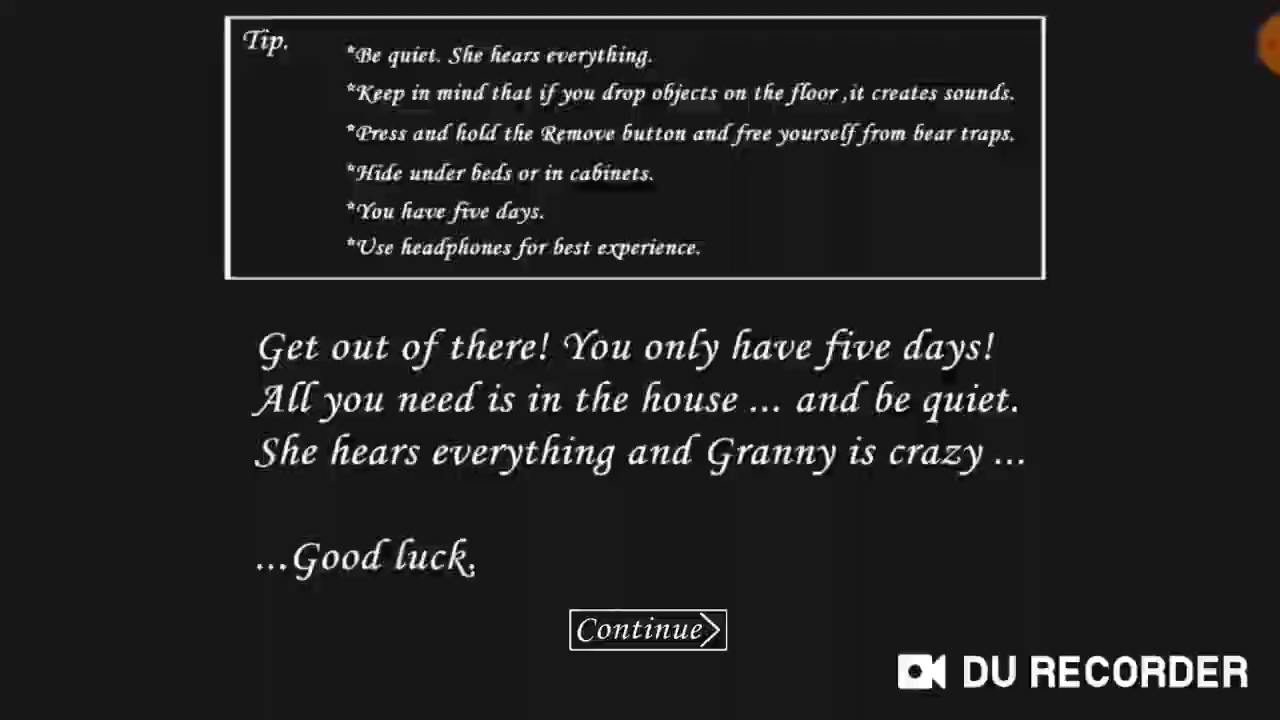 Tip.
*Be quiet. She hears everything.
*Keep in mind that if you drop objects on the floor ,it creates sounds.
*Press and hold the Remove button and free yourself from bear traps.
*Hide under beds or in cabinets.
*You have five days.
*Use headphones for best experience.
Get out of there! You only have five days!
All you need is in the house ... and be quiet.
She hears everything and Granny is crazy ...
...Good luck.
Continue
DU RECORDER